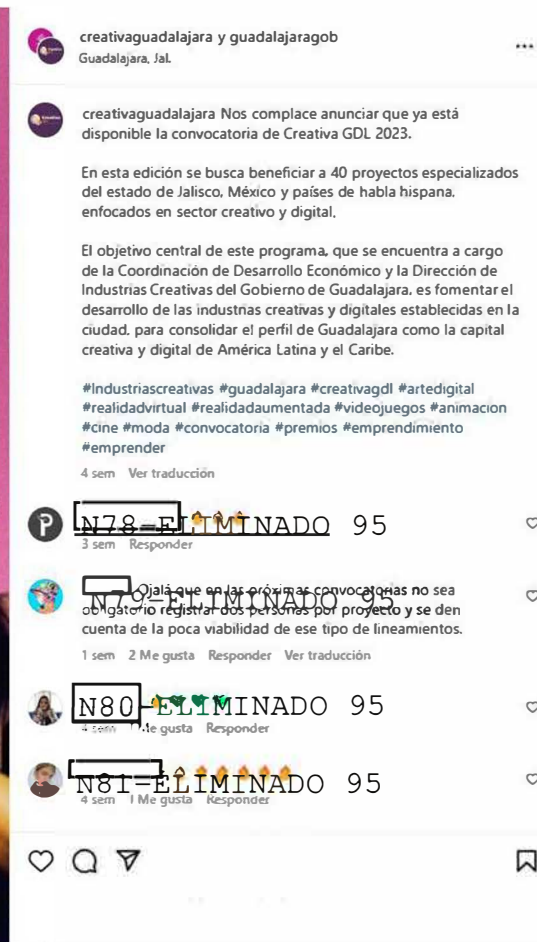 creativaguadalajara y guadalajaragob
Guadalajara, Jal.
creativaguadalajara Nos complace anunciar que ya está
disponible la convocatoria de Creativa GDL 2023.
En esta edición se busca beneficiar a 40 proyectos especializados
del estado de Jalisco, México y países de habla hispana,
enfocados en sector creativo y digital.
El objetivo central de este programa, que se encuentra a cargo
de la Coordinación de Desarrollo Económico y la Dirección de
Industrias Creativas del Gobierno de Guadalajara, es fomentar el
desarrollo de las industrias creativas y digitales establecidas en la
ciudad, para consolidar el perfil de Guadalajara como la capital
creativa y digital de América Latina y el Caribe.
#Industriascreativas #guadalajara #creativagdl #artedigital
#realidadvirtual #realidadaumentada #videojuegos #animacion
#cine #moda #convocatoria #premios #emprendimiento
#emprender
4 sem Ver traducción
N78-ELIMINADO 95
3 sem Responder
Ojalá que en las próximas convocatorias no sea
N79-ELIMINADO 95
obligatorio registrar dos personas por proyecto y se den
cuenta de la poca viabilidad de ese tipo de lineamientos.
1 sem 2 Me gusta Responder Ver traducción
N80-ELIMINADO 95
4 sem Me gusta Responder
N81-ELIMINADO 95
4 sem 1 Me gusta Responder